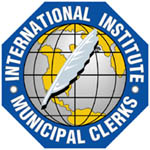 INTERNATIONAL INSTITUTE
MUNICIPAL CLERKS